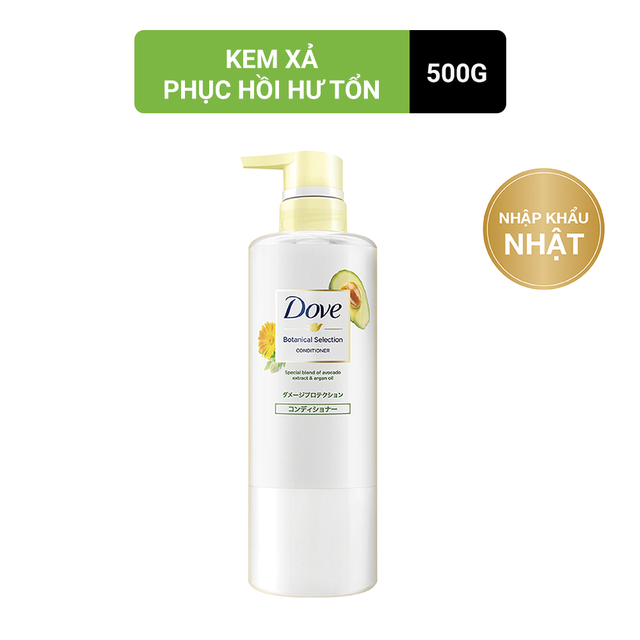 KEM XẢ
PHỤC HỒI HƯ TỔN
500G
NHẬP KHẨU
NHẬT
Dove
Botanical Selection
CONDITIONER
Special blend of avocado
extract & argan oil
ダメージプロテクション
コンディショナー